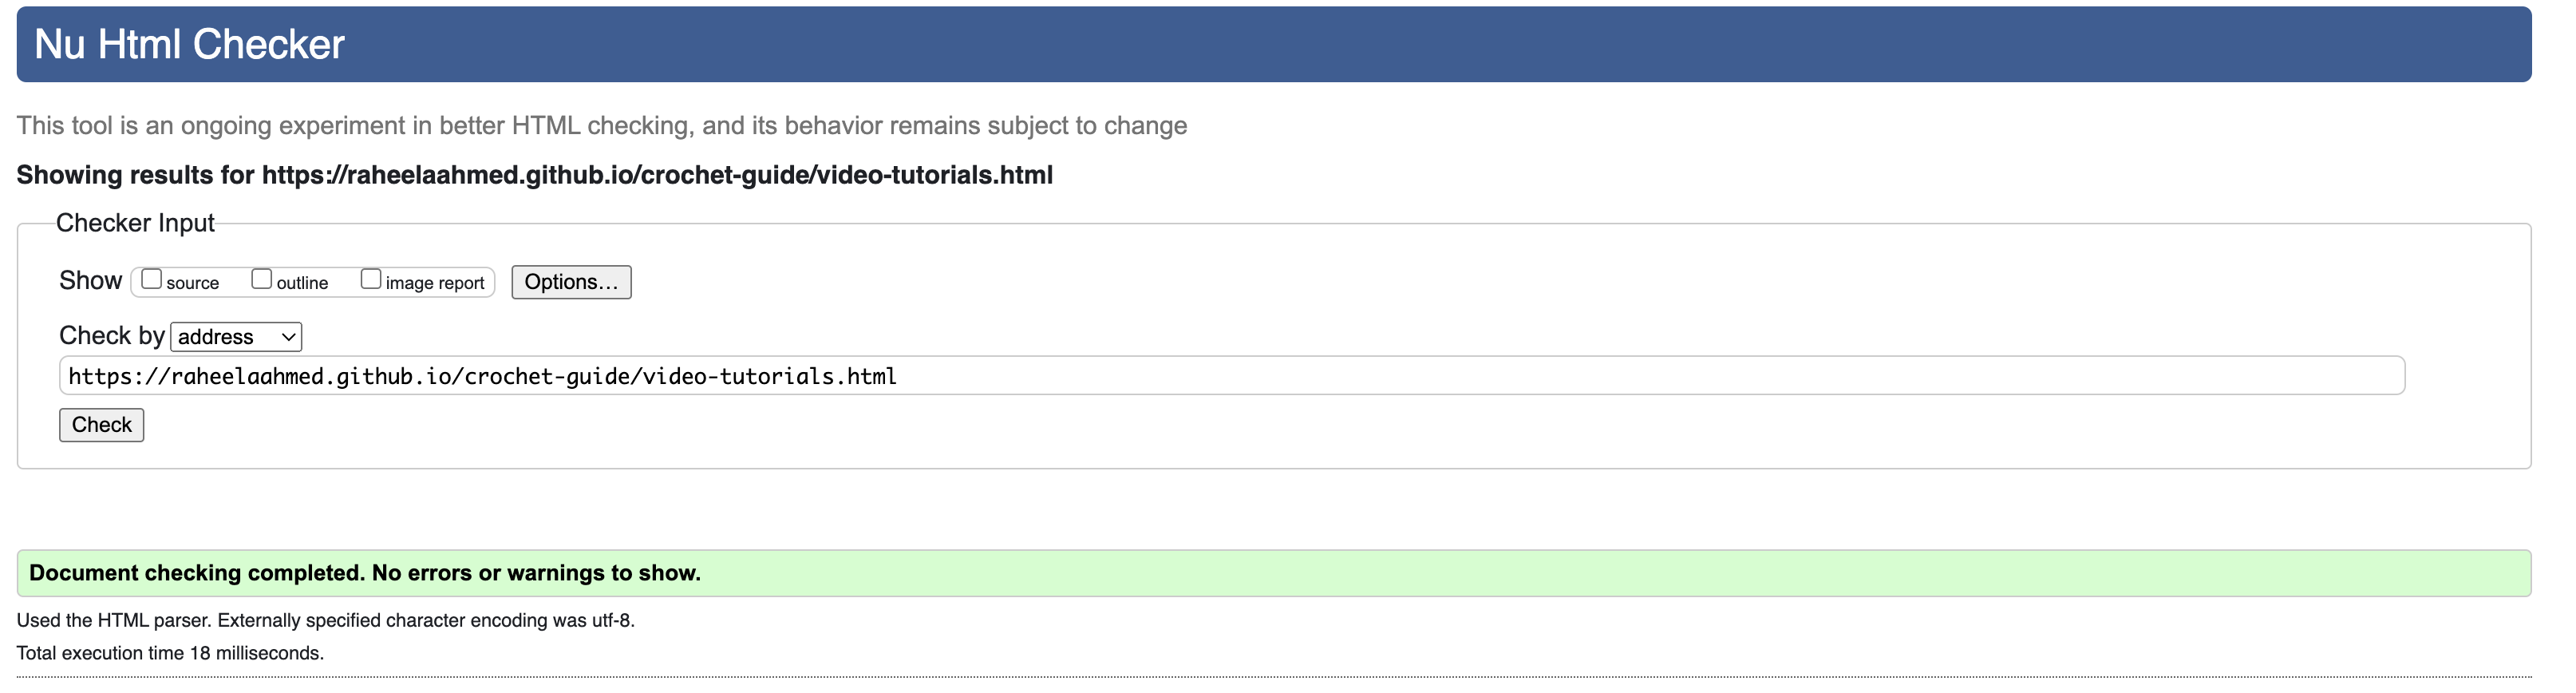 Nu Html Checker
This tool is an ongoing experiment in better HTML checking, and its behavior remains subject to change
Showing results for https://raheelaahmed.github.io/crochet-guide/video-tutorials.html
Checker Input
Show source outline image report Options...
Check by address
https://raheelaahmed.github.io/crochet-guide/video-tutorials.html
Check
Document checking completed. No errors or warnings to show.
Used the HTML parser. Externally specified character encoding was utf-8.
Total execution time 18 milliseconds.